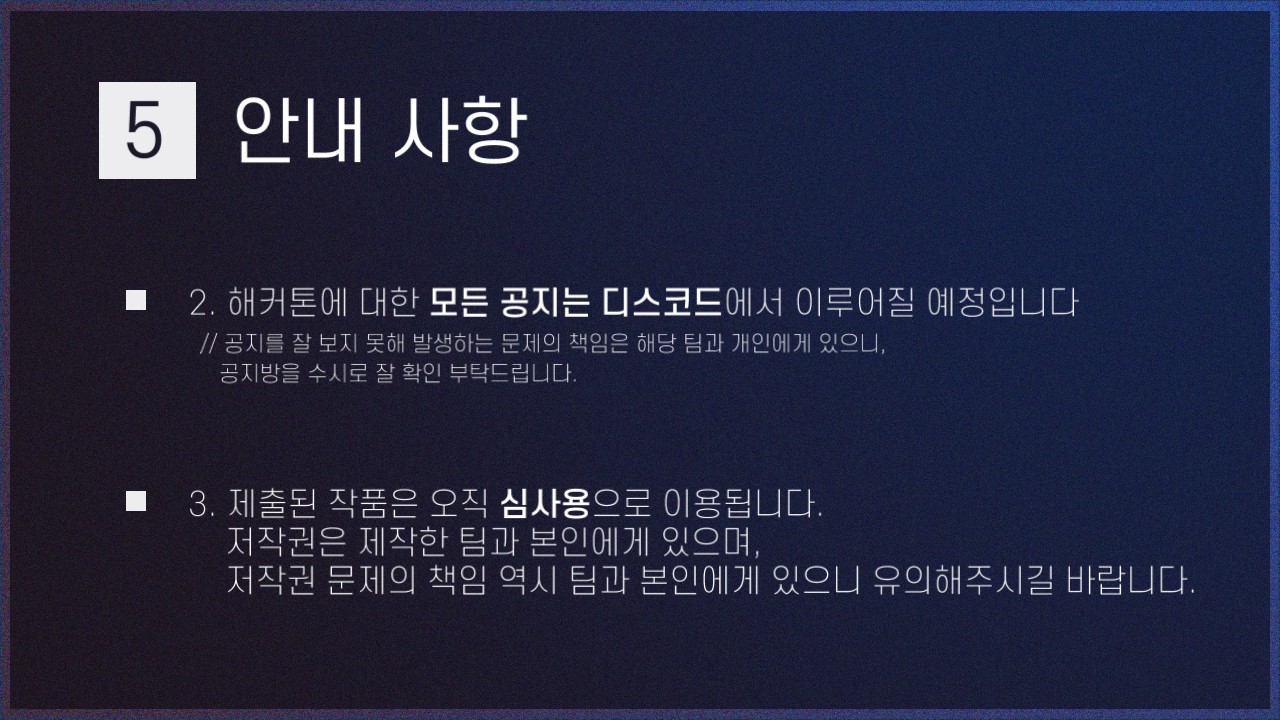 5 안내 사항
2. 해커톤에 대한 모든 공지는 디스코드에서 이루어질 예정입니다
// 공지를 잘 보지 못해 발생하는 문제의 책임은 해당 팀과 개인에게 있으니,
공지방을 수시로 잘 확인 부탁드립니다.
3. 제출된 작품은 오직 심사용으로 이용됩니다.
저작권은 제작한 팀과 본인에게 있으며,
저작권 문제의 책임 역시 팀과 본인에게 있으니 유의해주시길 바랍니다.